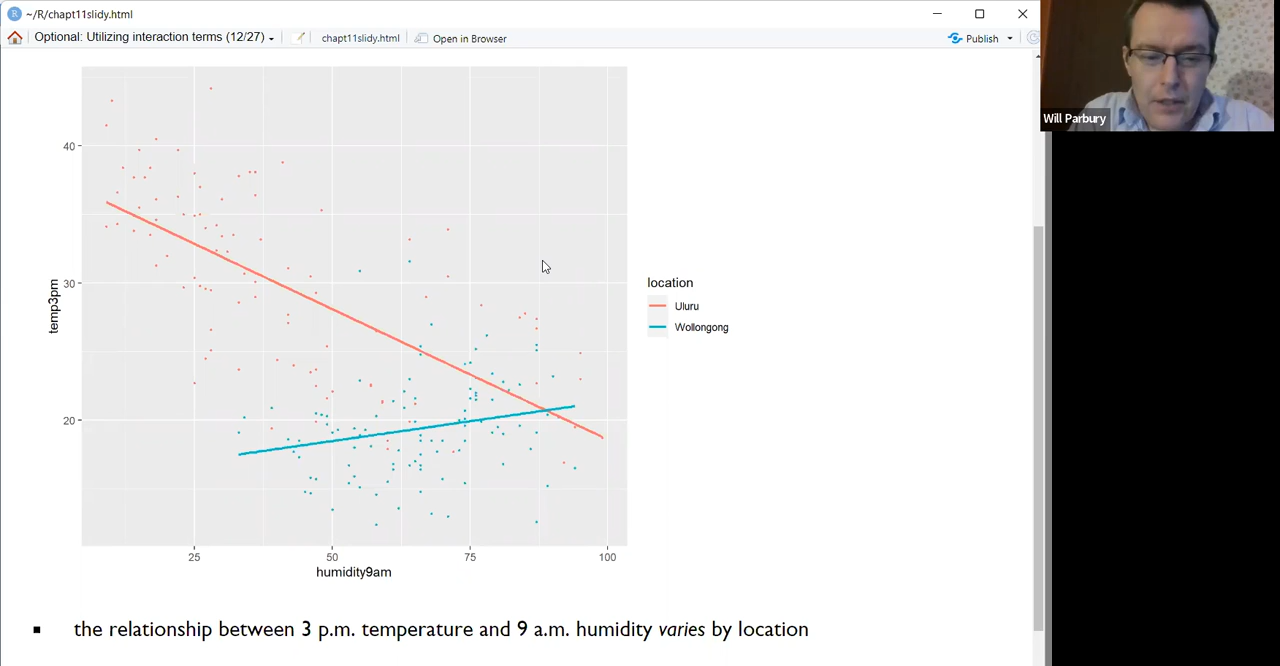 ~/R/chapt11slidy.html
Optional: Utilizing interaction terms (12/27)
chapt11slidy.html
Open in Browser
Publish
Will Parbury
40
30
20
temp3pm
25 50 75 100
humidity9am
location
Uluru
Wollongong
the relationship between 3 p.m. temperature and 9 a.m. humidity varies by location